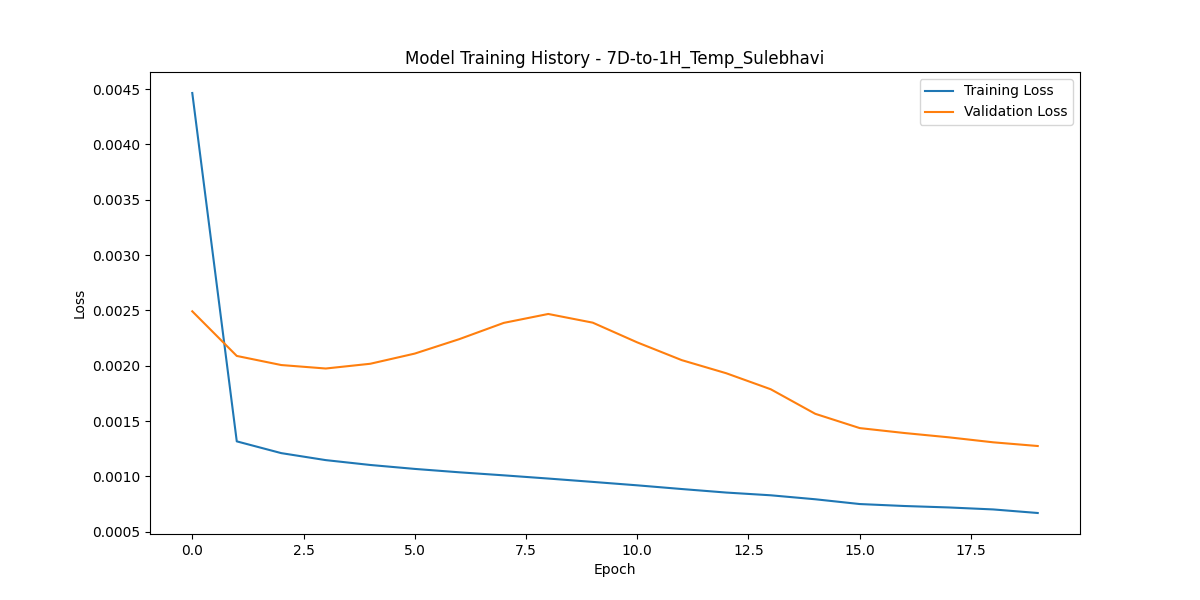 Model Training History - 7D-to-1H_Temp_Sulebhavi
Training Loss
Validation Loss
Loss
0.0045
0.0040
0.0035
0.0030
0.0025
0.0020
0.0015
0.0010
0.0005
0.0 2.5 5.0 7.5 10.0 12.5 15.0 17.5
Epoch